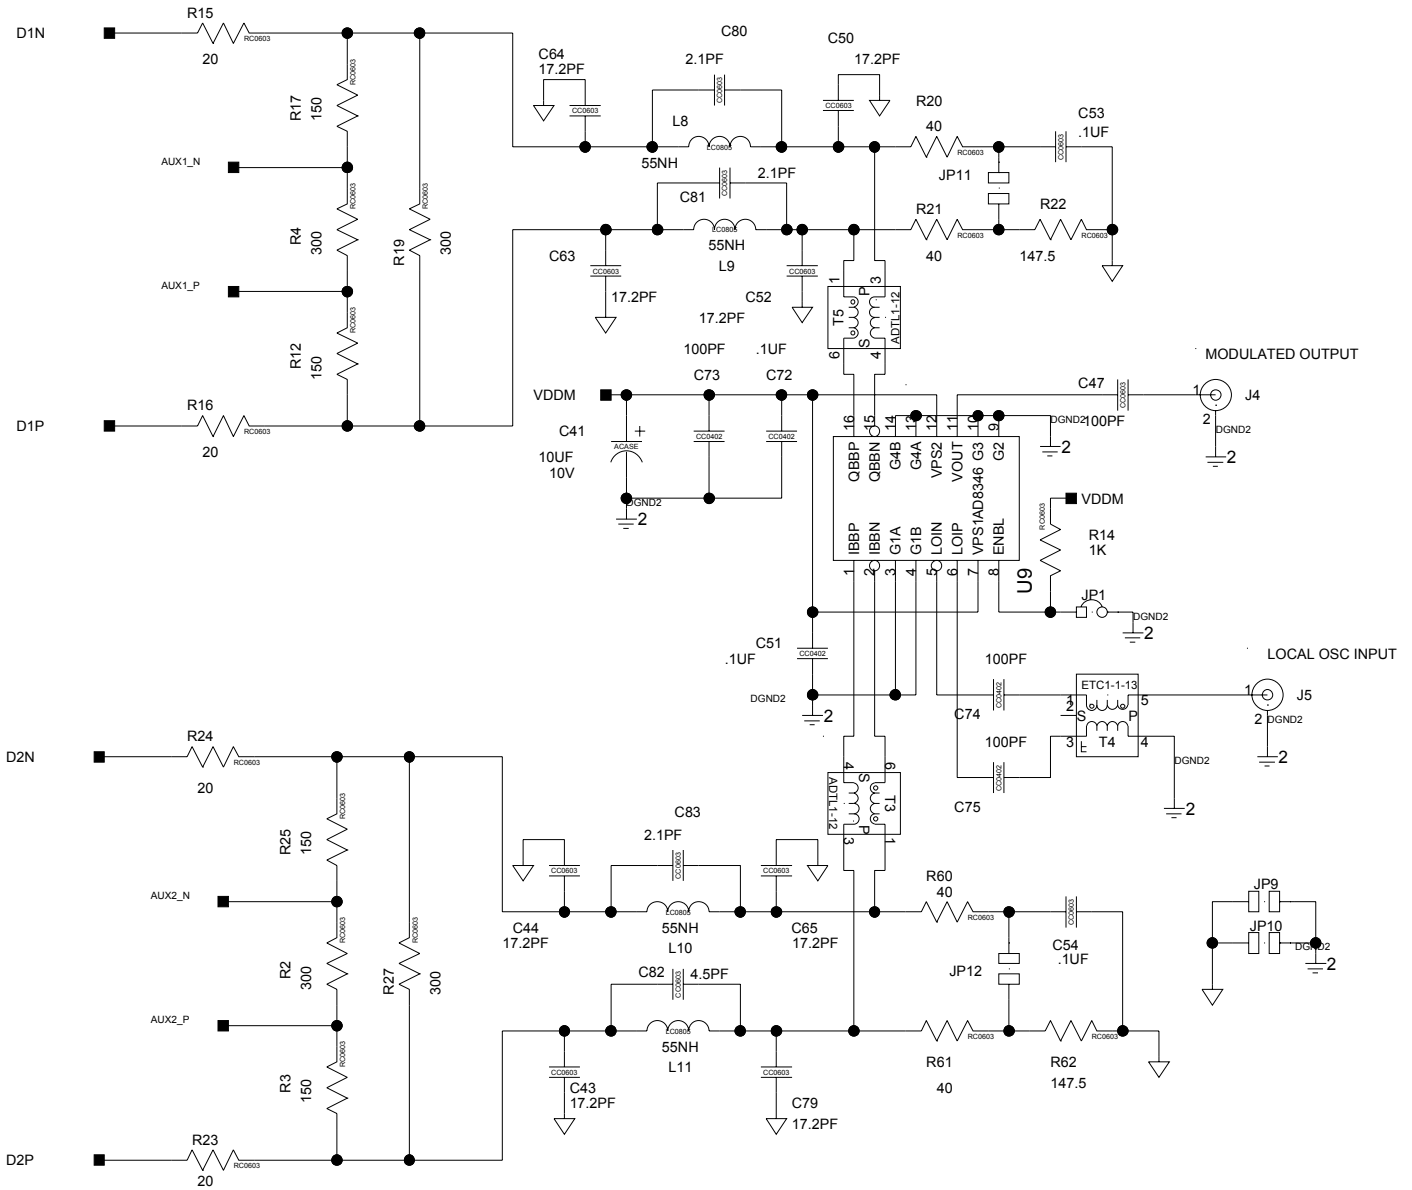 R15
D1N
RC0603
20
C80
C64
17.2PF
2.1PF
CC0603
C50
17.2PF
CC0603
CC0603
R20
40
RC0603
C53
.1UF
CC0603
RC0603
R17
150
L8
LC0805
55NH
AUX1_N
C81
CC0603
2.1PF
JP11
R21
40
RC0603
R22
147.5
RC0603
RC0603
R4
300
RC0603
R19
300
LC0805
55NH
L9
C63
CC0603
17.2PF
C52
CC0603
17.2PF
AUX1_P
RC0603
R12
150
1
3
P
T5
ADTL1-12
S
6
4
R16
D1P
RC0603
20
100PF
.1UF
VDDM
C73
C72
C41
ACASE
+
10UF
10V
CC0402
CC0402
DGND2
2
MODULATED OUTPUT
C47
CC0603
100PF
1
J4
2
DGND2
2
DGND2
2
16
15
14
13
12
11
10
9
QBBP
QBBN
G4B
G4A
VPS2
VOUT
G3
G2
AD8346
IBBP
IBBN
G1A
G1B
LOIN
LOIP
VPS1
ENBL
1
2
3
4
5
6
7
8
U9
VDDM
RC0603
R14
1K
JP1
DGND2
2
C51
.1UF
CC0402
DGND2
2
100PF
CC0402
C74
100PF
CC0402
C75
LOCAL OSC INPUT
ETC1-1-13
1
2
S
P
5
3
E
T4
4
1
J5
2
DGND2
2
DGND2
2
R24
D2N
RC0603
20
4
6
S
ADTL1-12
T3
P
3
1
C83
2.1PF
CC0603
CC0603
CC0603
RC0603
R25
150
AUX2_N
C44
17.2PF
LC0805
55NH
L10
C65
17.2PF
R60
40
RC0603
CC0603
C54
.1UF
JP9
JP10
DGND2
2
RC0603
R2
300
RC0603
R27
300
C82
CC0603
4.5PF
JP12
AUX2_P
LC0805
55NH
L11
RC0603
R61
40
RC0603
R62
147.5
RC0603
R3
150
CC0603
C43
17.2PF
CC0603
C79
17.2PF
R23
D2P
RC0603
20